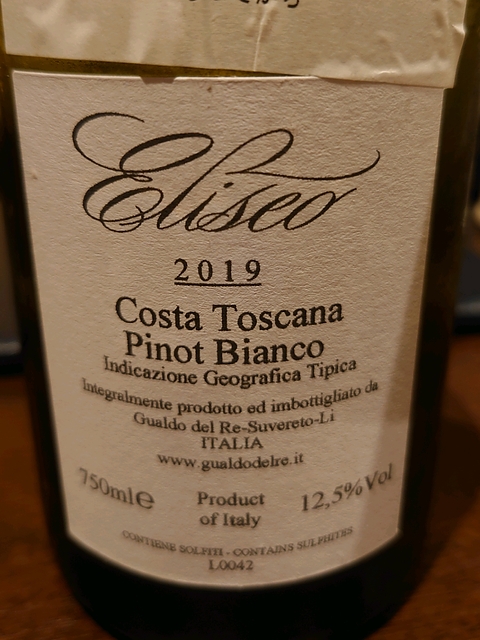 Eliseo
2019
Costa Toscana
Pinot Bianco
Indicazione Geografica Tipica
Integralmente prodotto ed imbottigliato da
Gualdo del Re-Suvereto-Li
ITALIA
www.gualdodelre.it
750ml℮
Product
of Italy
12,5%Vol
CONTIENE SOLFITI - CONTAINS SULPHITES
L0042